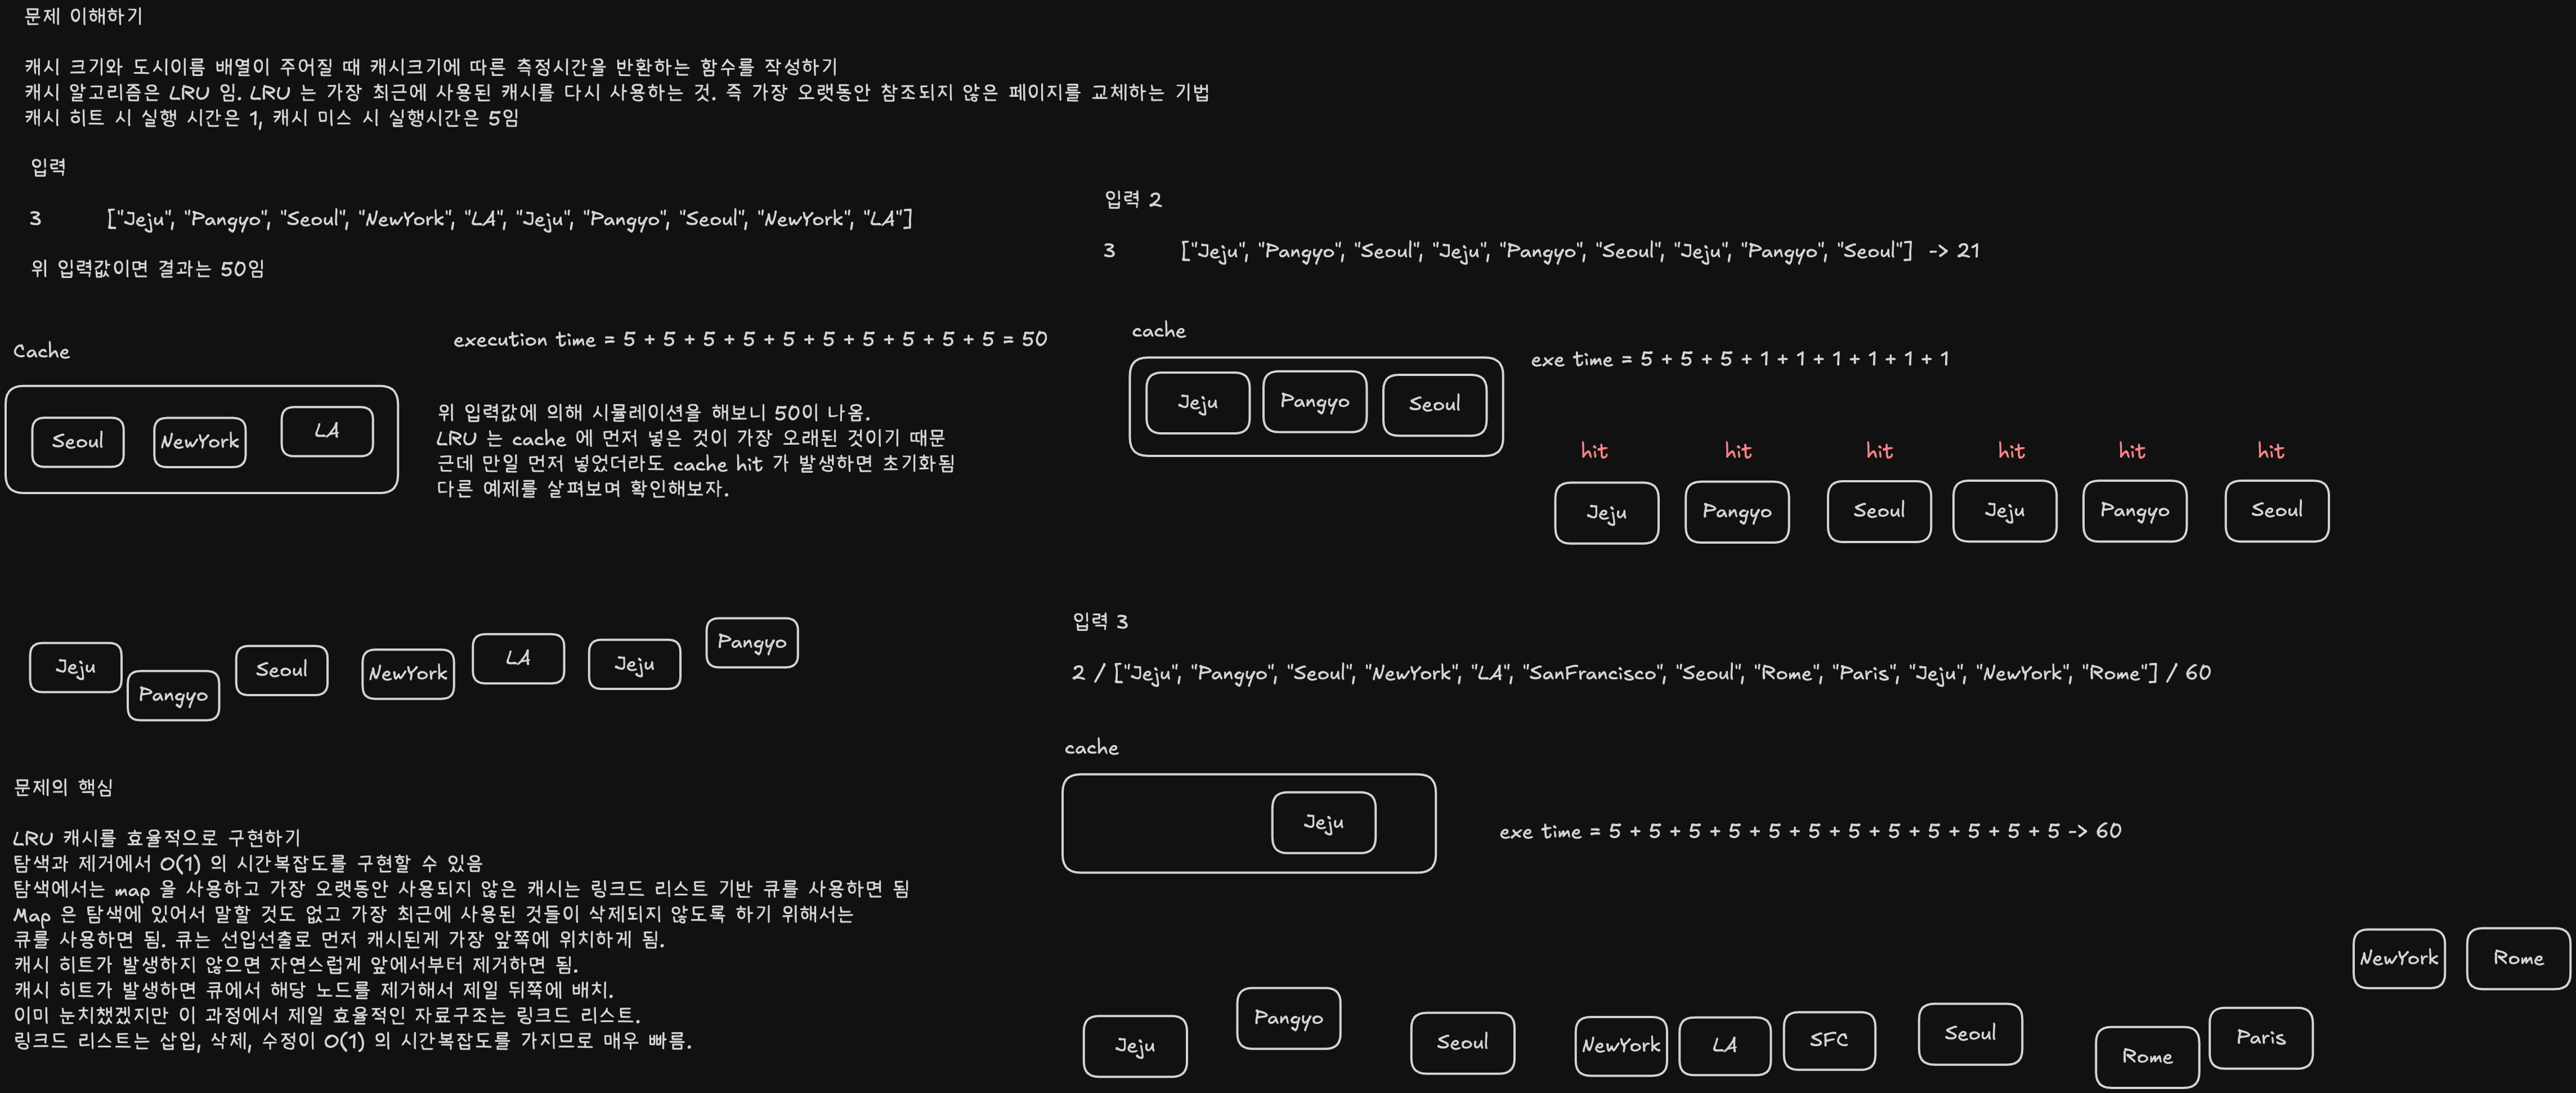 문제 이해하기
캐시 크기와 도시이름 배열이 주어질 때 캐시크기에 따른 측정시간을 반환하는 함수를 작성하기
캐시 알고리즘은 LRU 임. LRU 는 가장 최근에 사용된 캐시를 다시 사용하는 것. 즉 가장 오랫동안 참조되지 않은 페이지를 교체하는 기법
캐시 히트 시 실행 시간은 1, 캐시 미스 시 실행시간은 5임
입력
3 ["Jeju", "Pangyo", "Seoul", "NewYork", "LA", "Jeju", "Pangyo", "Seoul", "NewYork", "LA"]
위 입력값이면 결과는 50임
Cache
execution time = 5 + 5 + 5 + 5 + 5 + 5 + 5 + 5 + 5 + 5 = 50
Seoul
NewYork
LA
위 입력값에 의해 시뮬레이션을 해보니 50이 나옴.
LRU 는 cache 에 먼저 넣은 것이 가장 오래된 것이기 때문
근데 만일 먼저 넣었더라도 cache hit 가 발생하면 초기화됨
다른 예제를 살펴보며 확인해보자.
Jeju
Pangyo
Seoul
NewYork
LA
Jeju
Pangyo
문제의 핵심
LRU 캐시를 효율적으로 구현하기
탐색과 제거에서 O(1) 의 시간복잡도를 구현할 수 있음
탐색에서는 map 을 사용하고 가장 오랫동안 사용되지 않은 캐시는 링크드 리스트 기반 큐를 사용하면 됨
Map 은 탐색에 있어서 말할 것도 없고 가장 최근에 사용된 것들이 삭제되지 않도록 하기 위해서는
큐를 사용하면 됨. 큐는 선입선출로 먼저 캐시된게 가장 앞쪽에 위치하게 됨.
캐시 히트가 발생하지 않으면 자연스럽게 앞에서부터 제거하면 됨.
캐시 히트가 발생하면 큐에서 해당 노드를 제거해서 제일 뒤쪽에 배치.
이미 눈치챘겠지만 이 과정에서 제일 효율적인 자료구조는 링크드 리스트.
링크드 리스트는 삽입, 삭제, 수정이 O(1) 의 시간복잡도를 가지므로 매우 빠름.
입력 2
3 ["Jeju", "Pangyo", "Seoul", "Jeju", "Pangyo", "Seoul", "Jeju", "Pangyo", "Seoul"] -> 21
cache
Jeju
Pangyo
Seoul
exe time = 5 + 5 + 5 + 1 + 1 + 1 + 1 + 1 + 1
hit
hit
hit
hit
hit
hit
Jeju
Pangyo
Seoul
Jeju
Pangyo
Seoul
입력 3
2 / ["Jeju", "Pangyo", "Seoul", "NewYork", "LA", "SanFrancisco", "Seoul", "Rome", "Paris", "Jeju", "NewYork", "Rome"] / 60
cache
Jeju
exe time = 5 + 5 + 5 + 5 + 5 + 5 + 5 + 5 + 5 + 5 + 5 + 5 -> 60
Jeju
Pangyo
Seoul
NewYork
LA
SFC
Seoul
Rome
Paris
NewYork
Rome